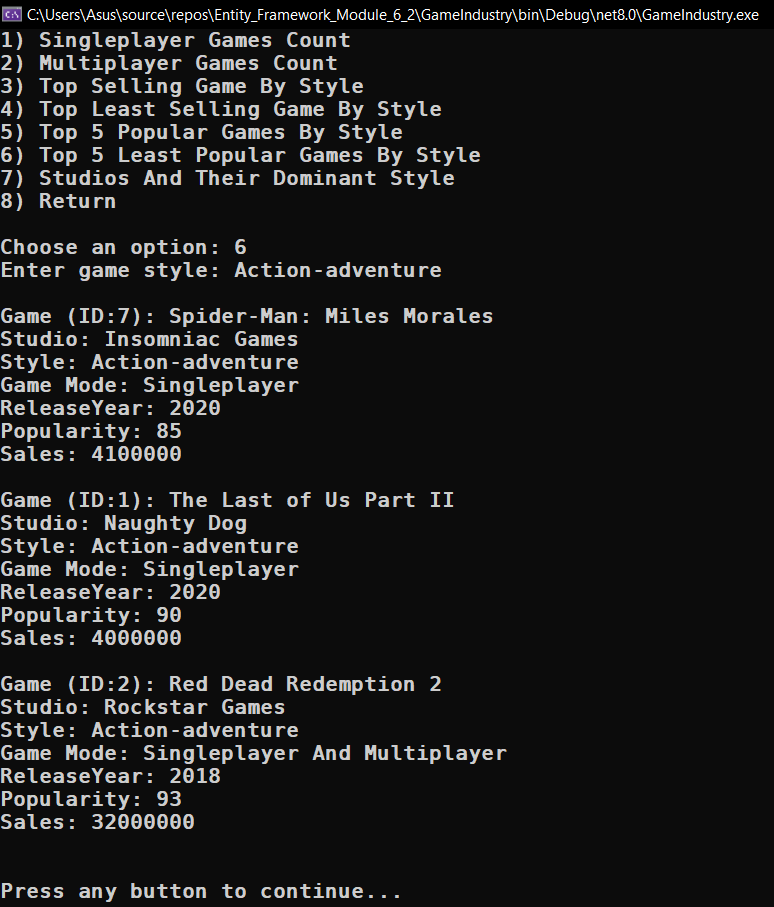 C:\Users\Asus\source\repos\Entity_Framework_Module_6_2\GameIndustry\bin\Debug\net8.0\GameIndustry.exe
1) Singleplayer Games Count
2) Multiplayer Games Count
3) Top Selling Game By Style
4) Top Least Selling Game By Style
5) Top 5 Popular Games By Style
6) Top 5 Least Popular Games By Style
7) Studios And Their Dominant Style
8) Return
Choose an option: 6
Enter game style: Action-adventure
Game (ID:7): Spider-Man: Miles Morales
Studio: Insomniac Games
Style: Action-adventure
Game Mode: Singleplayer
ReleaseYear: 2020
Popularity: 85
Sales: 4100000
Game (ID:1): The Last of Us Part II
Studio: Naughty Dog
Style: Action-adventure
Game Mode: Singleplayer
ReleaseYear: 2020
Popularity: 90
Sales: 4000000
Game (ID:2): Red Dead Redemption 2
Studio: Rockstar Games
Style: Action-adventure
Game Mode: Singleplayer And Multiplayer
ReleaseYear: 2018
Popularity: 93
Sales: 32000000
Press any button to continue...